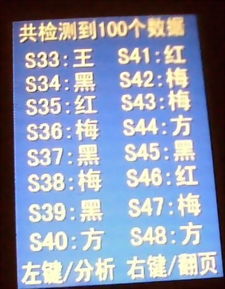 共检测到100个数据
S33:王 S41:红
S34:黑 S42:梅
S35:红 S43:梅
S36:梅 S44:方
S37:黑 S45:黑
S38:梅 S46:红
S39:黑 S47:梅
S40:方 S48:方
左键/分析 右键/翻页